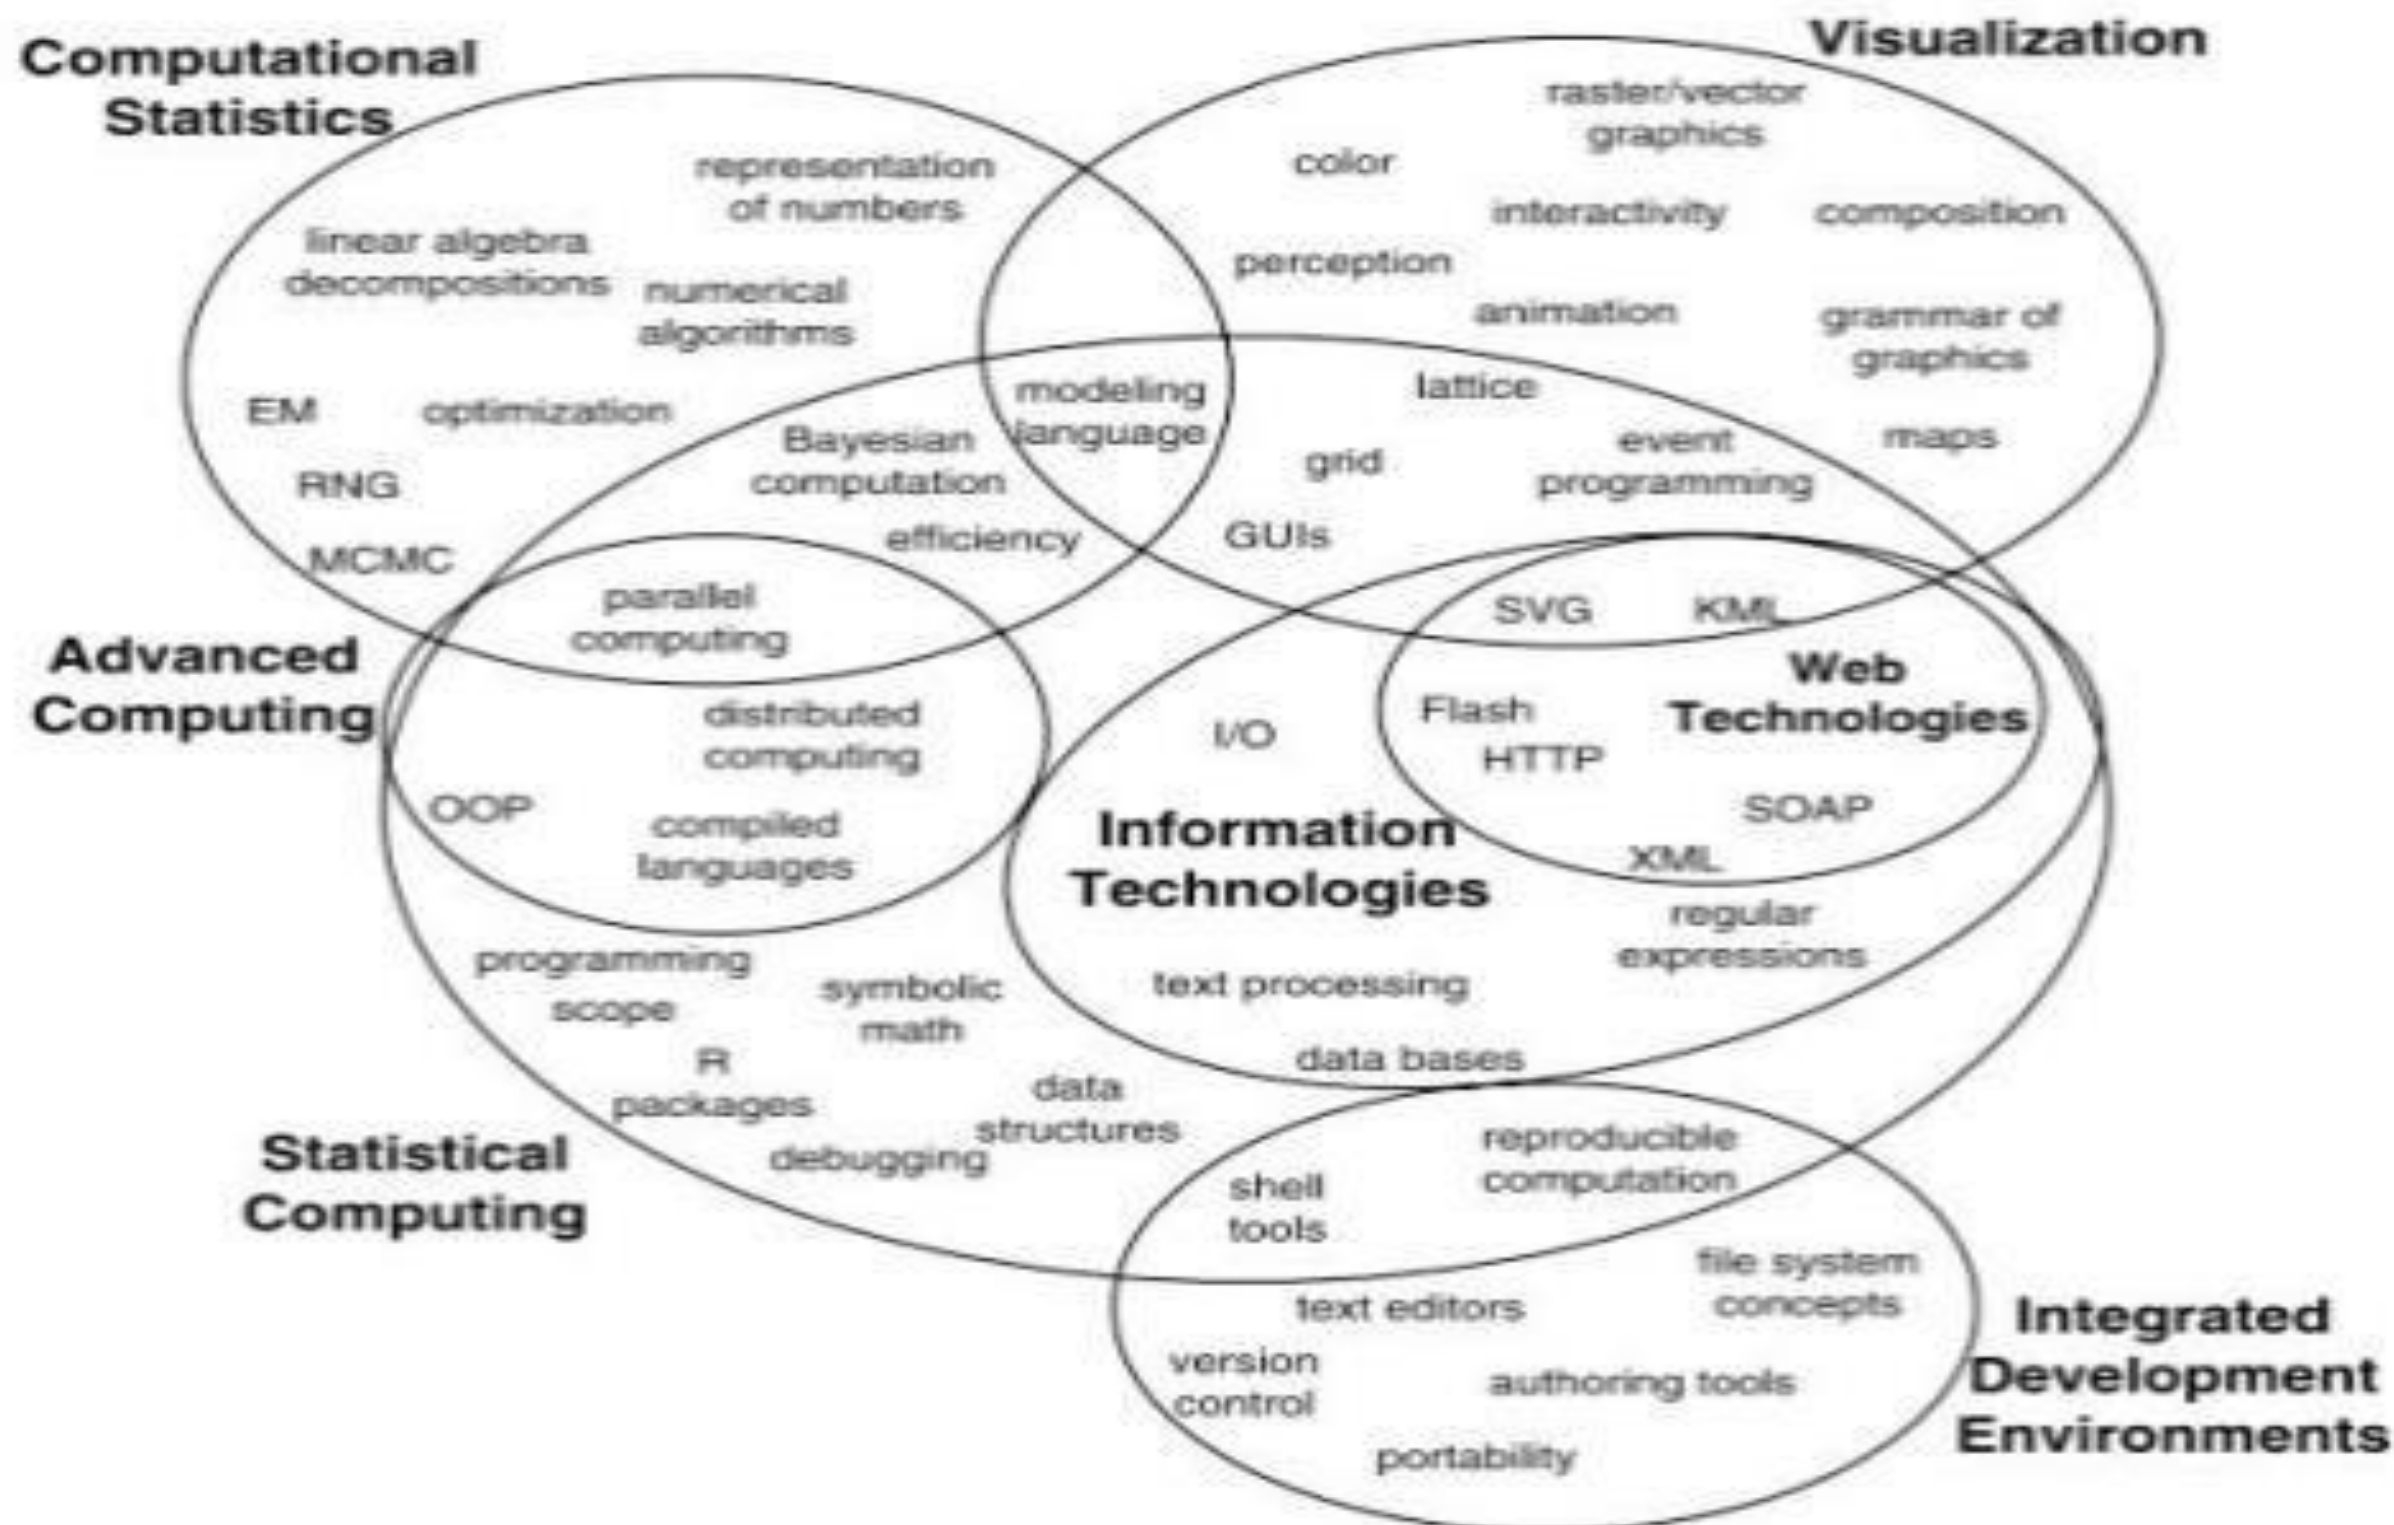 Computational
Statistics
Visualization
raster/vector
graphics
color
representation
of numbers
interactivity
composition
linear algebra
decompositions
perception
numerical
algorithms
animation
grammar of
graphics
modeling
language
lattice
EM
optimization
Bayesian
computation
grid
event
programming
maps
RNG
efficiency
GUIs
MCMC
parallel
computing
SVG
KML
Advanced
Computing
Web
Technologies
distributed
computing
I/O
Flash
HTTP
OOP
compiled
languages
SOAP
Information
Technologies
XML
regular
expressions
programming
scope
symbolic
math
text processing
R
packages
data bases
data
structures
debugging
Statistical
Computing
reproducible
computation
shell
tools
file system
concepts
text editors
Integrated
Development
Environments
version
control
authoring tools
portability